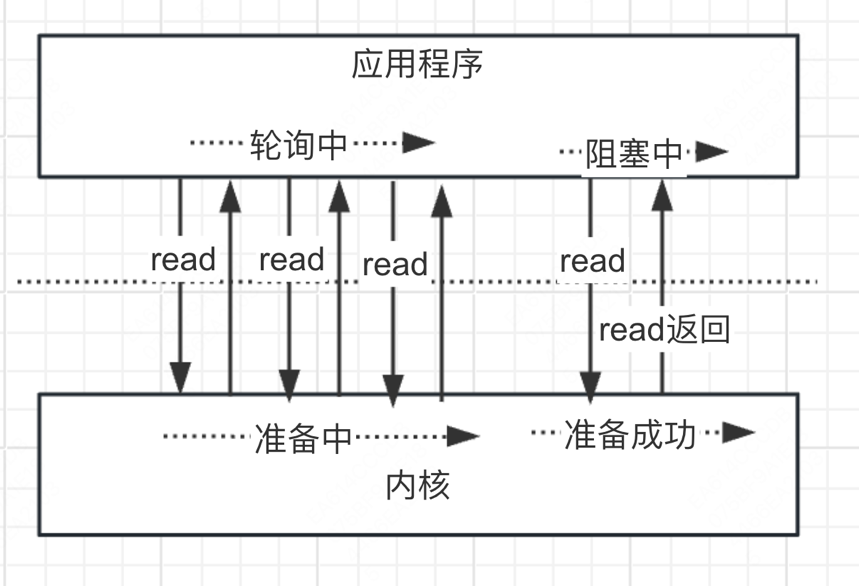 应用程序
轮询中
阻塞中
read
read
read
read
read返回
准备中
准备成功
内核